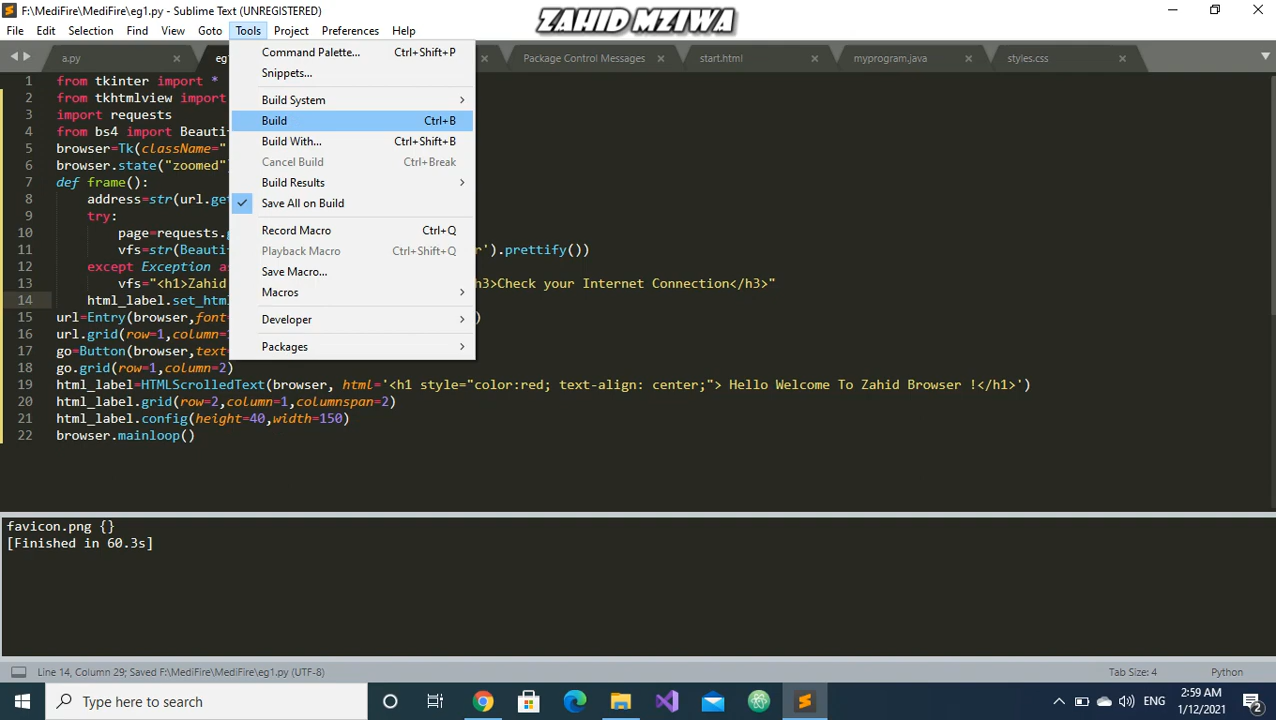 F:\MediFire\MediFire\eg1.py - Sublime Text (UNREGISTERED)
ZAHID MZIWA
File Edit Selection Find View Goto Tools Project Preferences Help
a.py
Package Control Messages
start.html
myprogram.java
styles.css
Command Palette... Ctrl+Shift+P
Snippets...
Build System
Build Ctrl+B
Build With... Ctrl+Shift+B
Cancel Build Ctrl+Break
Build Results
Save All on Build
Record Macro Ctrl+Q
Playback Macro Ctrl+Shift+Q
Save Macro...
Macros
Developer
Packages
1 from tkinter import *
2 from tkhtmlview import
3 import requests
4 from bs4 import
5 browser=Tk(className="
6 browser.state("zoomed"
7 def frame():
8 address=str(url.
9 try:
10 page=requests.
11 vfs=str( ').prettify())
12 except Exception
13 vfs="<h1>Zahid h3>Check your Internet Connection</h3>"
14 html_label.
15 url=Entry(browser,font )
16 url.grid(row=1,column=
17 go=Button(browser,text
18 go.grid(row=1,column=2)
19 html_label=HTMLScrolledText(browser, html='<h1 style="color:red; text-align: center;"> Hello Welcome To Zahid Browser !</h1>')
20 html_label.grid(row=2,column=1,columnspan=2)
21 html_label.config(height=40,width=150)
22 browser.mainloop()
favicon.png {}
[Finished in 60.3s]
Line 14, Column 29; Saved F:\MediFire\MediFire\eg1.py (UTF-8) Tab Size: 4 Python
Type here to search
ENG
2:59 AM
1/12/2021
2